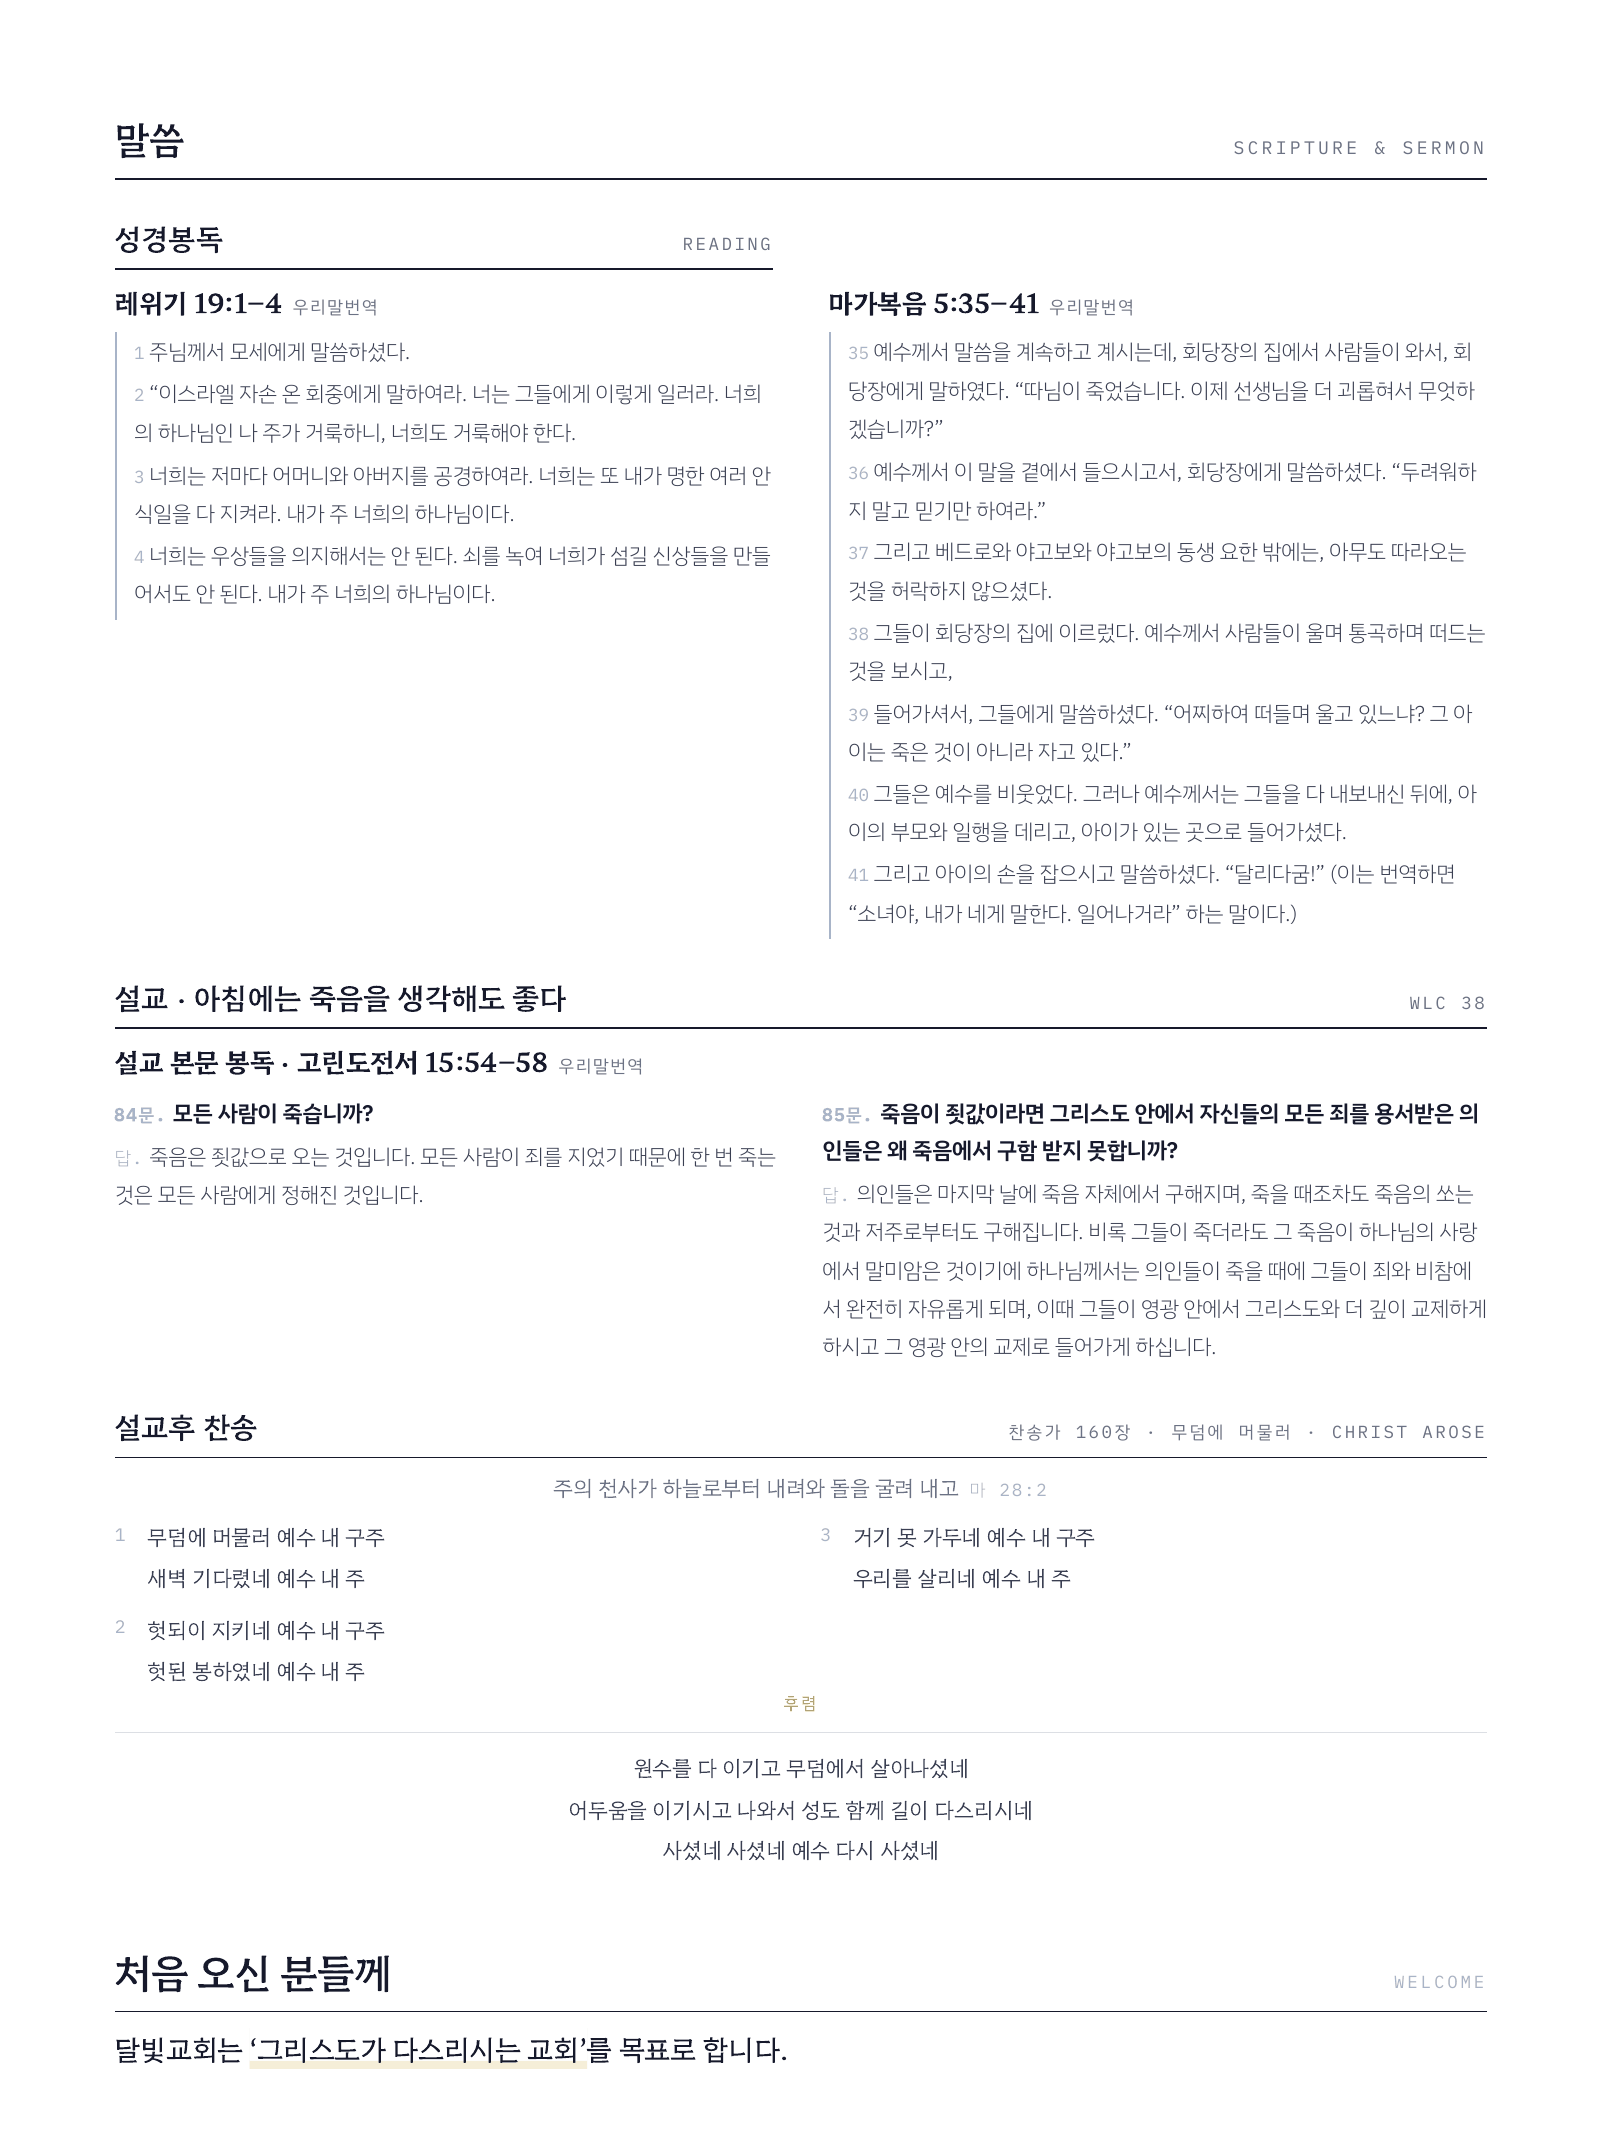 말씀
SCRIPTURE & SERMON
성경봉독
READING
레위기 19:1–4 우리말번역
1 주님께서 모세에게 말씀하셨다.
2 “이스라엘 자손 온 회중에게 말하여라. 너는 그들에게 이렇게 일러라. 너희
의 하나님인 나 주가 거룩하니, 너희도 거룩해야 한다.
3 너희는 저마다 어머니와 아버지를 공경하여라. 너희는 또 내가 명한 여러 안
식일을 다 지켜라. 내가 주 너희의 하나님이다.
4 너희는 우상들을 의지해서는 안 된다. 쇠를 녹여 너희가 섬길 신상들을 만들
어서도 안 된다. 내가 주 너희의 하나님이다.
마가복음 5:35–41 우리말번역
35 예수께서 말씀을 계속하고 계시는데, 회당장의 집에서 사람들이 와서, 회
당장에게 말하였다. “따님이 죽었습니다. 이제 선생님을 더 괴롭혀서 무엇하
겠습니까?”
36 예수께서 이 말을 곁에서 들으시고서, 회당장에게 말씀하셨다. “두려워하
지 말고 믿기만 하여라.”
37 그리고 베드로와 야고보와 야고보의 동생 요한 밖에는, 아무도 따라오는
것을 허락하지 않으셨다.
38 그들이 회당장의 집에 이르렀다. 예수께서 사람들이 울며 통곡하며 떠드는
것을 보시고,
39 들어가셔서, 그들에게 말씀하셨다. “어찌하여 떠들며 울고 있느냐? 그 아
이는 죽은 것이 아니라 자고 있다.”
40 그들은 예수를 비웃었다. 그러나 예수께서는 그들을 다 내보내신 뒤에, 아
이의 부모와 일행을 데리고, 아이가 있는 곳으로 들어가셨다.
41 그리고 아이의 손을 잡으시고 말씀하셨다. “달리다굼!” (이는 번역하면
“소녀야, 내가 네게 말한다. 일어나거라” 하는 말이다.)
설교 · 아침에는 죽음을 생각해도 좋다
WLC 38
설교 본문 봉독 · 고린도전서 15:54–58 우리말번역
84문. 모든 사람이 죽습니까?
답. 죽음은 죗값으로 오는 것입니다. 모든 사람이 죄를 지었기 때문에 한 번 죽는
것은 모든 사람에게 정해진 것입니다.
85문. 죽음이 죗값이라면 그리스도 안에서 자신들의 모든 죄를 용서받은 의
인들은 왜 죽음에서 구함 받지 못합니까?
답. 의인들은 마지막 날에 죽음 자체에서 구해지며, 죽을 때조차도 죽음의 쏘는
것과 저주로부터도 구해집니다. 비록 그들이 죽더라도 그 죽음이 하나님의 사랑
에서 말미암은 것이기에 하나님께서는 의인들이 죽을 때에 그들이 죄와 비참에
서 완전히 자유롭게 되며, 이때 그들이 영광 안에서 그리스도와 더 깊이 교제하게
하시고 그 영광 안의 교제로 들어가게 하십니다.
설교후 찬송
찬송가 160장 · 무덤에 머물러 · CHRIST AROSE
주의 천사가 하늘로부터 내려와 돌을 굴려 내고 마 28:2
1 무덤에 머물러 예수 내 구주
새벽 기다렸네 예수 내 주
2 헛되이 지키네 예수 내 구주
헛된 봉하였네 예수 내 주
3 거기 못 가두네 예수 내 구주
우리를 살리네 예수 내 주
후렴
원수를 다 이기고 무덤에서 살아나셨네
어두움을 이기시고 나와서 성도 함께 길이 다스리시네
사셨네 사셨네 예수 다시 사셨네
처음 오신 분들께
WELCOME
달빛교회는 ‘그리스도가 다스리시는 교회’를 목표로 합니다.